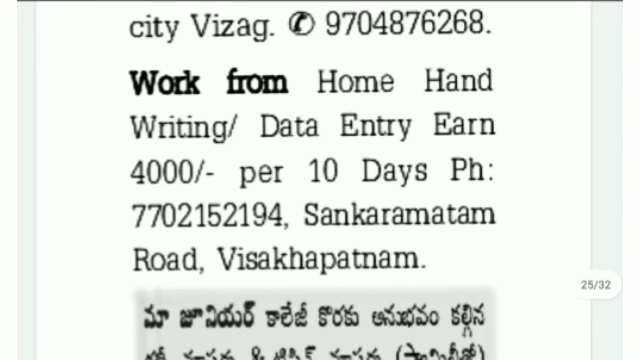 city Vizag. ✆ 9704876268.
Work from Home Hand
Writing/ Data Entry Earn
4000/- per 10 Days Ph:
7702152194, Sankaramatam
Road, Visakhapatnam.
25/32
మా జూనియర్ కాలేజీ కొరకు అనుభవం కల్గిన